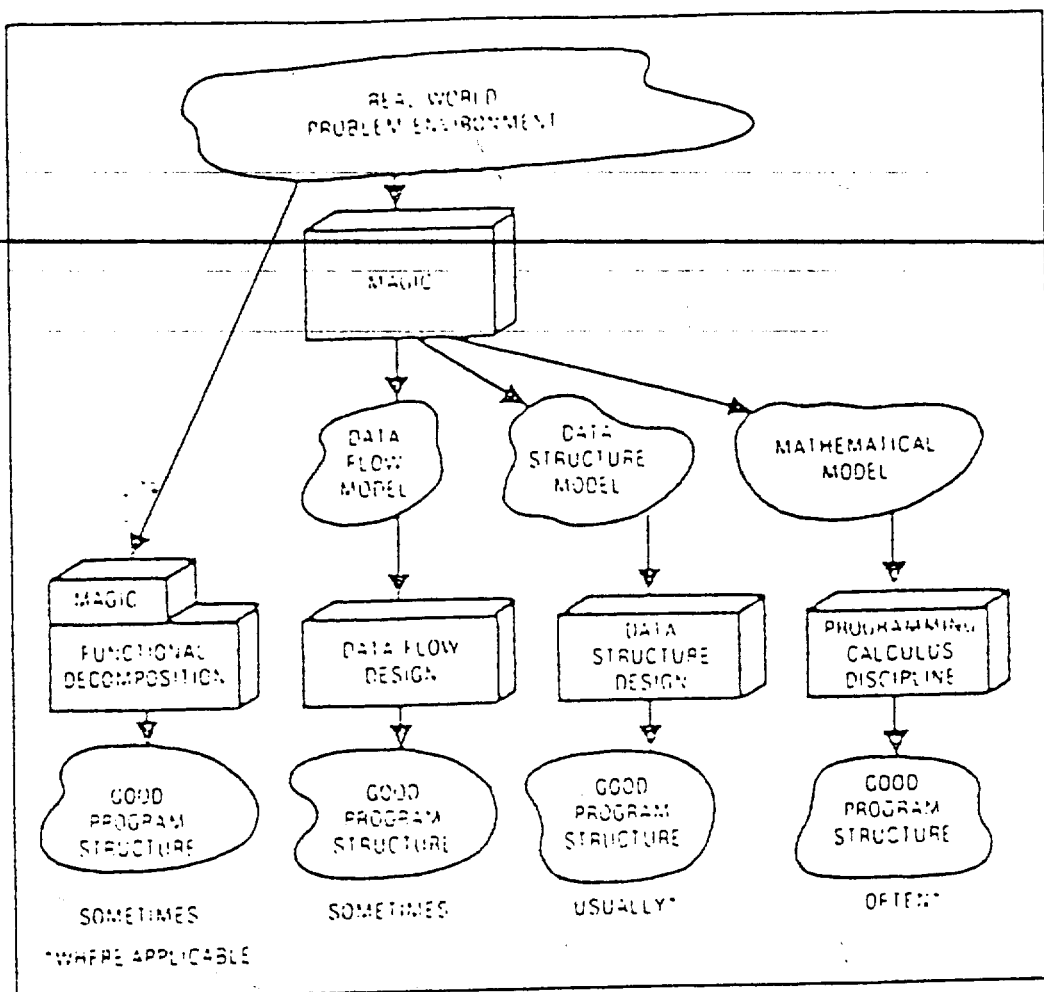 REAL WORLD
PROBLEM ENVIRONMENT
MAGIC
DATA
FLOW
MODEL
DATA
STRUCTURE
MODEL
MATHEMATICAL
MODEL
MAGIC
FUNCTIONAL
DECOMPOSITION
DATA FLOW
DESIGN
DATA
STRUCTURE
DESIGN
PROGRAMMING
CALCULUS
DISCIPLINE
GOOD
PROGRAM
STRUCTURE
GOOD
PROGRAM
STRUCTURE
GOOD
PROGRAM
STRUCTURE
GOOD
PROGRAM
STRUCTURE
SOMETIMES
SOMETIMES
USUALLY*
OFTEN*
*WHERE APPLICABLE